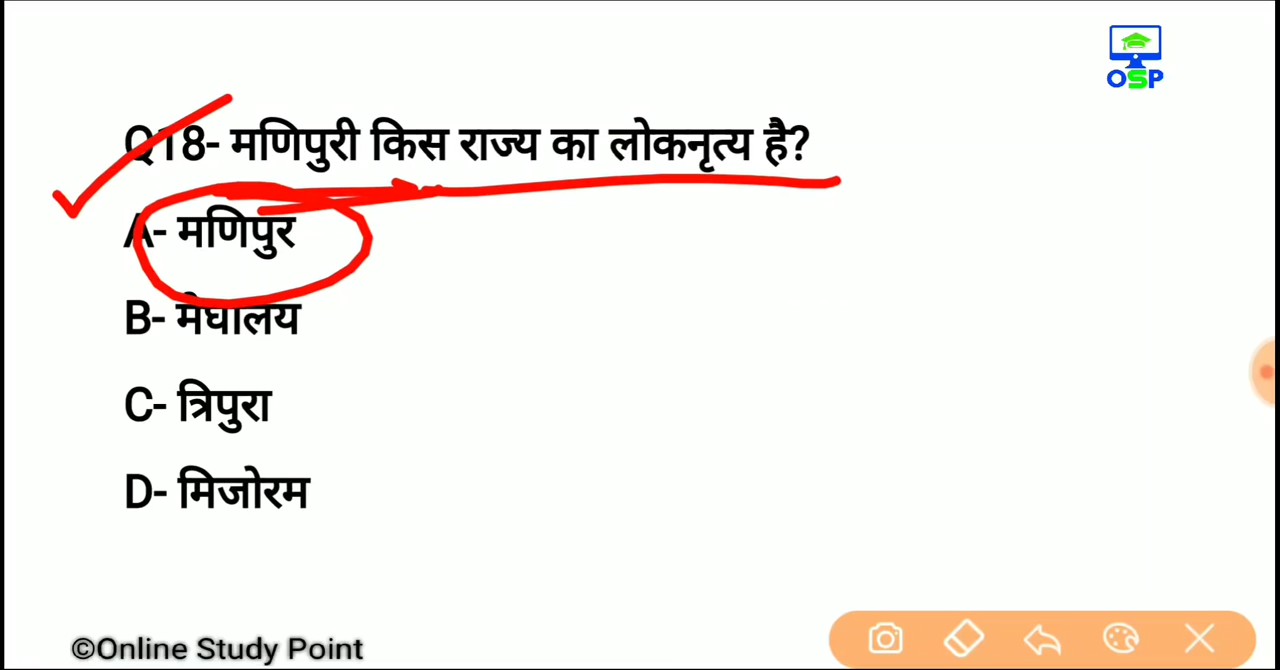 OSP
Q18- मणिपुरी किस राज्य का लोकनृत्य है?
A- मणिपुर
B- मेघालय
C- त्रिपुरा
D- मिजोरम
©Online Study Point